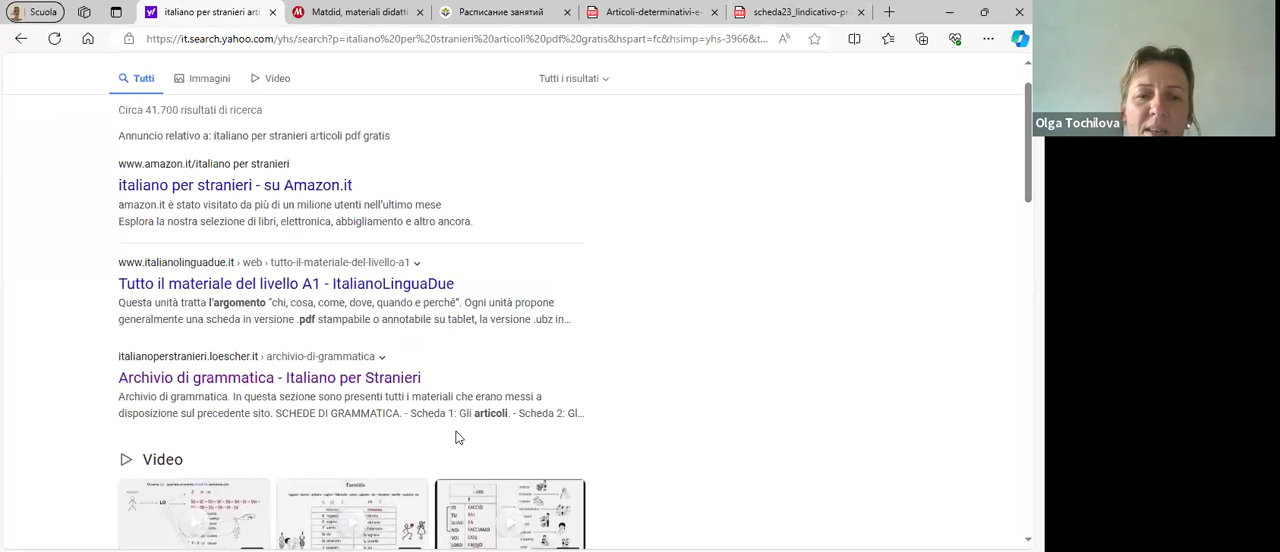 Scuola
italiano per stranieri arti
Matdid, materiali didatti
Расписание занятий
Articoli-determinativi-e-
scheda23_lindicativo-p
https://it.search.yahoo.com/yhs/search?p=italiano%20per%20stranieri%20articoli%20pdf%20gratis&hspart=fc&hsimp=yhs-3966&t...
Tutti
Immagini
Video
Tutti i risultati
Circa 41.700 risultati di ricerca
Annuncio relativo a: italiano per stranieri articoli pdf gratis
www.amazon.it/italiano per stranieri
italiano per stranieri - su Amazon.it
amazon.it è stato visitato da più di un milione utenti nell'ultimo mese
Esplora la nostra selezione di libri, elettronica, abbigliamento e altro ancora.
www.italianolinguadue.it › web › tutto-il-materiale-del-livello-a1
Tutto il materiale del livello A1 - ItalianoLinguaDue
Questa unità tratta l'argomento "chi, cosa, come, dove, quando e perché". Ogni unità propone
generalmente una scheda in versione .pdf stampabile o annotabile su tablet, la versione .ubz in...
italianoperstranieri.loescher.it › archivio-di-grammatica
Archivio di grammatica - Italiano per Stranieri
Archivio di grammatica. In questa sezione sono presenti tutti i materiali che erano messi a
disposizione sul precedente sito. SCHEDE DI GRAMMATICA. - Scheda 1: Gli articoli. - Scheda 2: Gl...
Video
LO
Esercizio
FACCIO
FAI
FA
FACCIAMO
Olga Tochilova